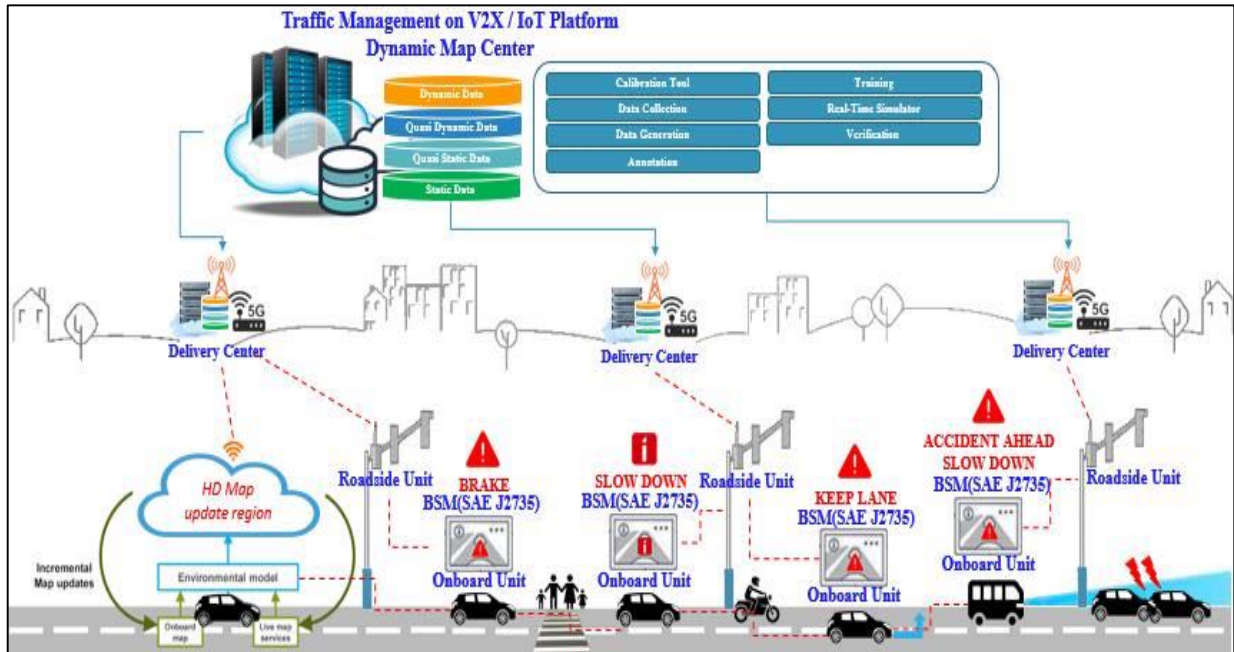 Traffic Management on V2X / IoT Platform
Dynamic Map Center
Dynamic Data
Quasi Dynamic Data
Quasi Static Data
Static Data
Calibration Tool
Data Collection
Data Generation
Annotation
Training
Real-Time Simulator
Verification
5G
Delivery Center
5G
Delivery Center
5G
Delivery Center
HD Map
update region
Incremental
Map updates
Environmental model
Onboard
map
Live map
services
Roadside Unit
BRAKE
BSM(SAE J2735)
Onboard Unit
SLOW DOWN
BSM(SAE J2735)
Onboard Unit
Roadside Unit
KEEP LANE
BSM(SAE J2735)
Onboard Unit
ACCIDENT AHEAD
SLOW DOWN
BSM(SAE J2735)
Onboard Unit
Roadside Unit